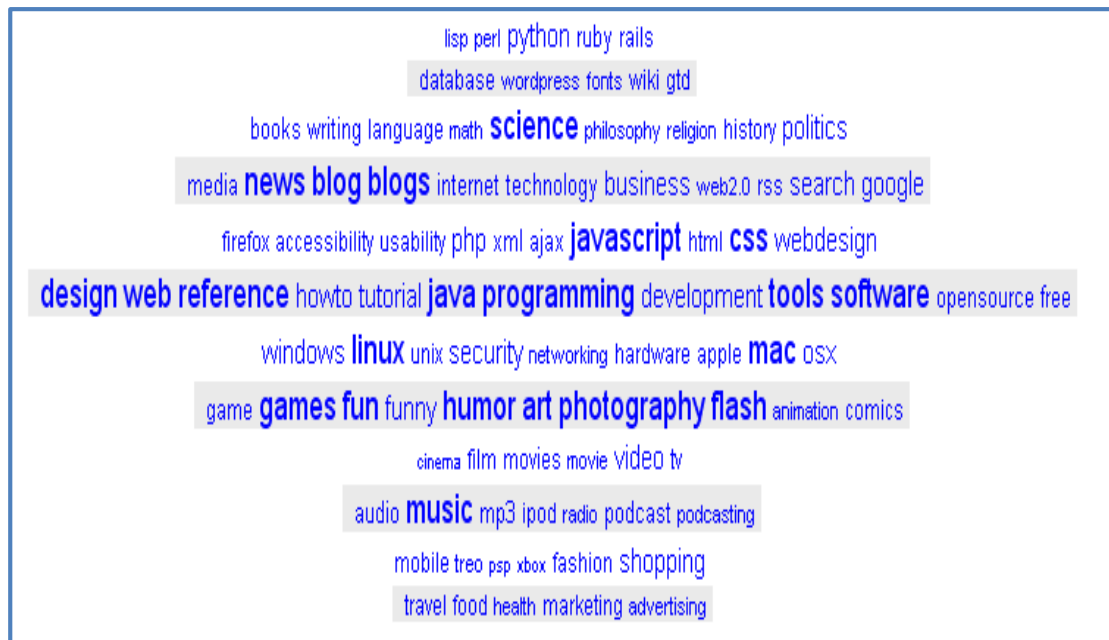 lisp perl python ruby rails
database wordpress fonts wiki gtd
books writing language math science philosophy religion history politics
media news blog blogs internet technology business web2.0 rss search google
firefox accessibility usability php xml ajax javascript html css webdesign
design web reference howto tutorial java programming development tools software opensource free
windows linux unix security networking hardware apple mac osx
game games fun funny humor art photography flash animation comics
cinema film movies movie video tv
audio music mp3 ipod radio podcast podcasting
mobile treo psp xbox fashion shopping
travel food health marketing advertising